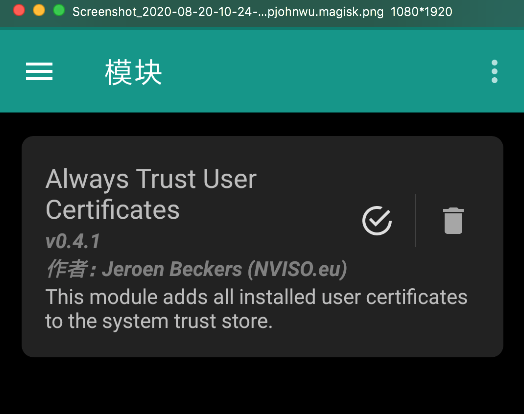 Screenshot_2020-08-20-10-24-...pjohnwu.magisk.png 1080*1920
模块
Always Trust User
Certificates
v0.4.1
作者：Jeroen Beckers (NVISO.eu)
This module adds all installed user certificates
to the system trust store.